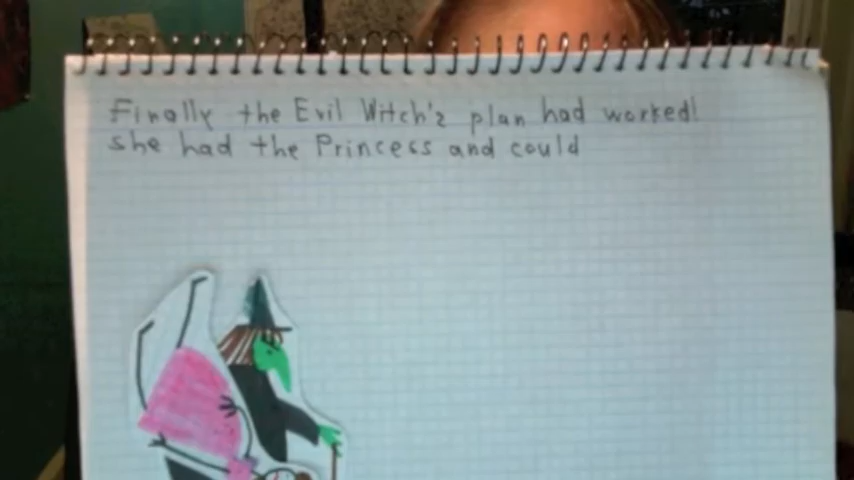 Finally the Evil Witch's plan had worked!
she had the Princess and could